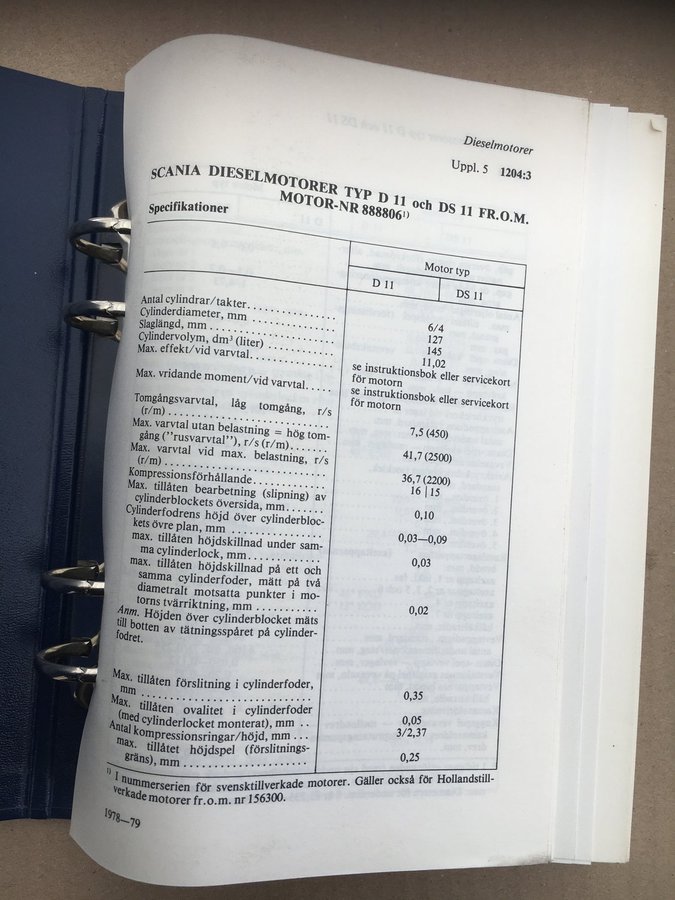 Dieselmotorer
Uppl. 5 1204:3
SCANIA DIESELMOTORER TYP D 11 och DS 11 FR.O.M.
MOTOR-NR 888806¹⁾
Specifikationer
Motor typ
D 11 DS 11
Antal cylindrar/takter................ 6/4
Cylinderdiameter, mm ............... 127
Slaglängd, mm ...................... 145
Cylindervolym, dm³ (liter) ............ 11,02
Max. effekt/vid varvtal............... se instruktionsbok eller servicekort
för motorn
Max. vridande moment/vid varvtal..... se instruktionsbok eller servicekort
för motorn
Tomgångsvarvtal, låg tomgång, r/s
(r/m) ........................... 7,5 (450)
Max. varvtal utan belastning = hög tom-
gång (”rusvarvtal”), r/s (r/m)....... 41,7 (2500)
Max. varvtal vid max. belastning, r/s
(r/m) ........................... 36,7 (2200)
Kompressionsförhållande.............. 16 | 15
Max. tillåten bearbetning (slipning) av
cylinderblockets översida, mm....... 0,10
Cylinderfodrens höjd över cylinderbloc-
kets övre plan, mm ................ 0,03—0,09
max. tillåten höjdskillnad under sam-
ma cylinderlock, mm.............. 0,03
max. tillåten höjdskillnad på ett och
samma cylinderfoder, mätt på två
diametralt motsatta punkter i mo-
torns tvärriktning, mm ............ 0,02
Anm. Höjden över cylinderblocket mäts
till botten av tätningsspåret på cylinder-
fodret.
Max. tillåten förslitning i cylinderfoder,
mm ............................. 0,35
Max. tillåten ovalitet i cylinderfoder
(med cylinderlocket monterat), mm .. 0,05
Antal kompressionsringar/höjd, mm ... 3/2,37
max. tillåtet höjdspel (förslitnings-
gräns), mm ...................... 0,25
¹⁾ I nummerserien för svensktillverkade motorer. Gäller också för Hollandstill-
verkade motorer fr.o.m. nr 156300.
1978—79